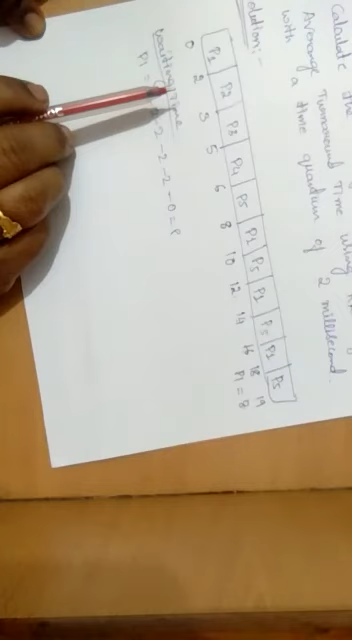 Calculate the
Average Turnaround Time using
with a time quantum of 2 millisecond.
olution:-
P1 | P2 | P3 | P4 | P5 | P1 | P5 | P1 | P5 | P1 | P5
0 2 3 5 6 8 10 12 14 16 18 19
Waiting Time P1 = 8
P1 = 2 - 2 - 2 - 0 = 8